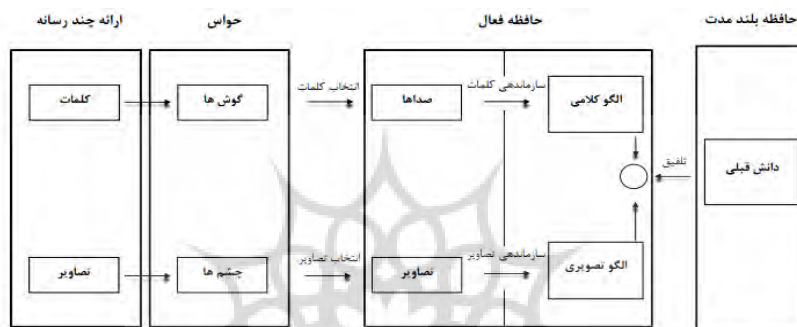 ارائه چند رسانه
حواس
حافظه فعال
حافظه بلند مدت
کلمات
گوش ها
انتخاب کلمات
صداها
سازماندهی کلمات
الگو کلامی
تلفیق
دانش قبلی
تصاویر
چشم ها
انتخاب تصاویر
تصاویر
سازماندهی تصاویر
الگو تصویری